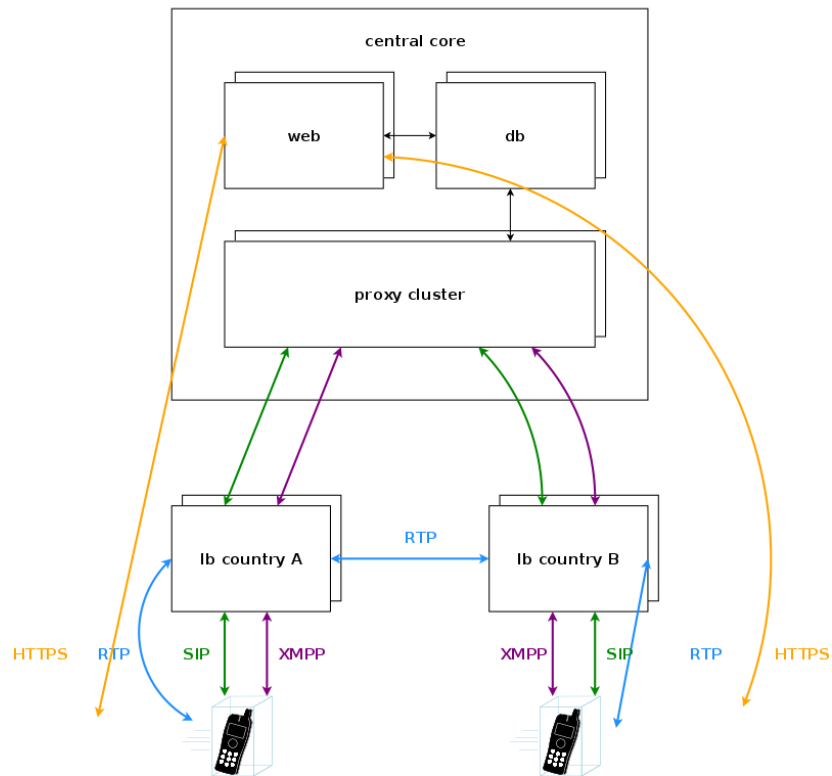 central core
web
db
proxy cluster
RTP
lb country A
lb country B
HTTPS RTP SIP XMPP XMPP SIP RTP HTTPS